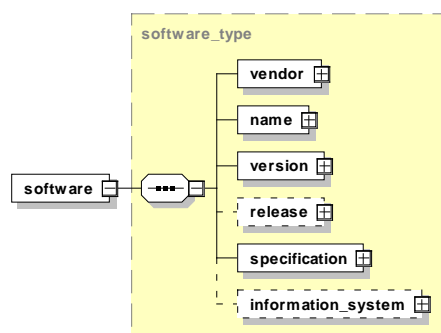 software_type
vendor
name
version
software
release
specification
information_system